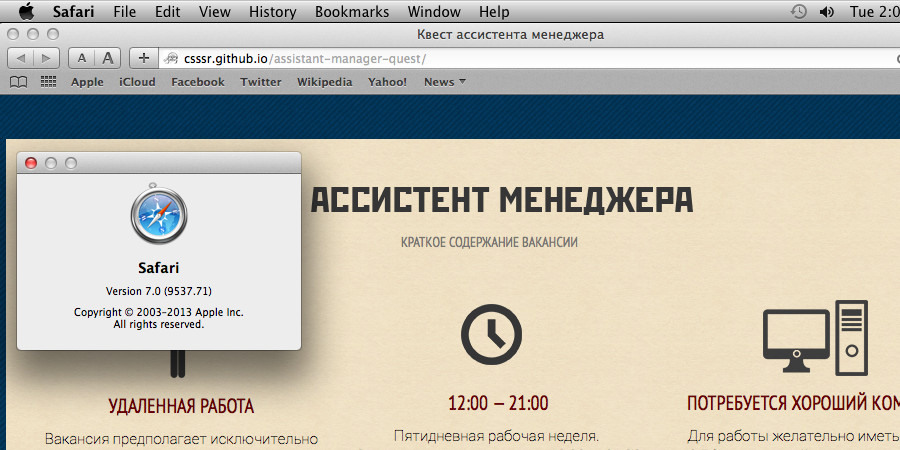 Safari File Edit View History Bookmarks Window Help Tue 2:0
Квест ассистента менеджера
A A + csssr.github.io/assistant-manager-quest/
Apple iCloud Facebook Twitter Wikipedia Yahoo! News
АССИСТЕНТ МЕНЕДЖЕРА
КРАТКОЕ СОДЕРЖАНИЕ ВАКАНСИИ
Safari
Version 7.0 (9537.71)
Copyright © 2003-2013 Apple Inc.
All rights reserved.
УДАЛЕННАЯ РАБОТА
Вакансия предполагает исключительно
12:00 — 21:00
Пятидневная рабочая неделя.
ПОТРЕБУЕТСЯ ХОРОШИЙ КОМ
Для работы желательно иметь